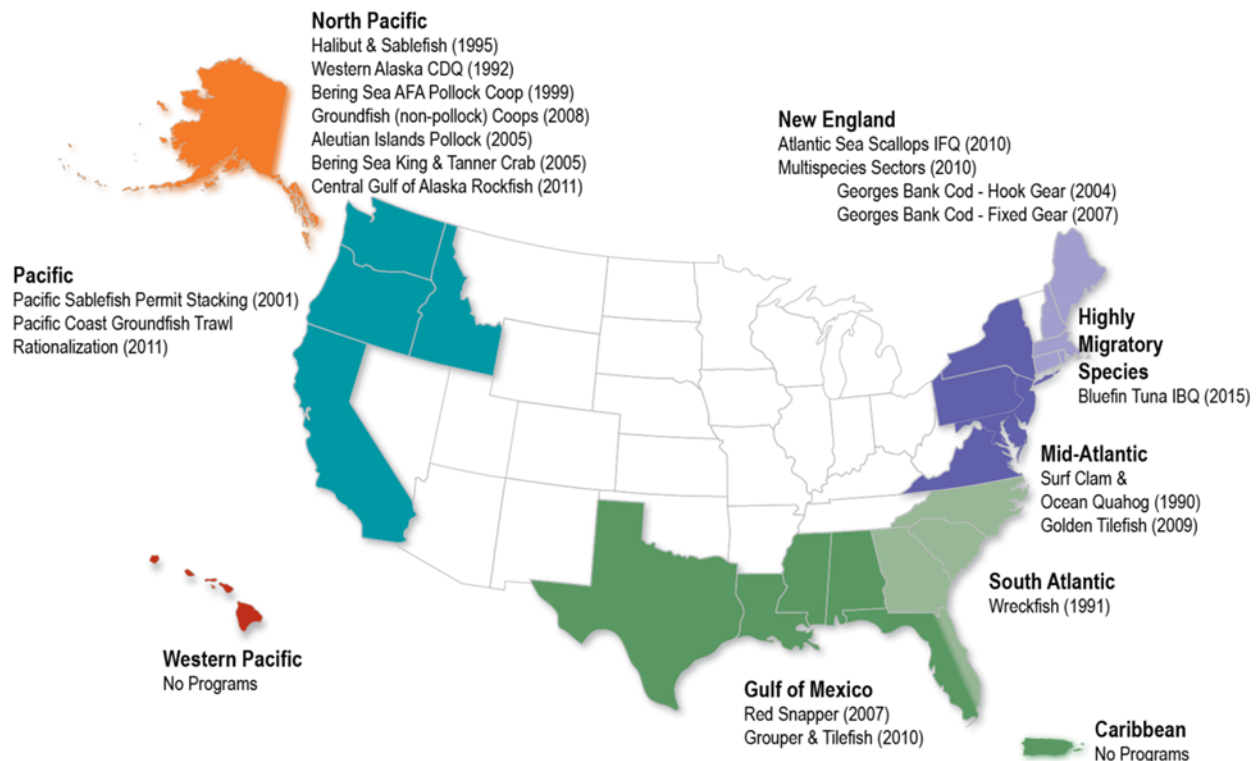 North Pacific
Halibut & Sablefish (1995)
Western Alaska CDQ (1992)
Bering Sea AFA Pollock Coop (1999)
Groundfish (non-pollock) Coops (2008)
Aleutian Islands Pollock (2005)
Bering Sea King & Tanner Crab (2005)
Central Gulf of Alaska Rockfish (2011)
New England
Atlantic Sea Scallops IFQ (2010)
Multispecies Sectors (2010)
Georges Bank Cod - Hook Gear (2004)
Georges Bank Cod - Fixed Gear (2007)
Pacific
Pacific Sablefish Permit Stacking (2001)
Pacific Coast Groundfish Trawl
Rationalization (2011)
Highly
Migratory
Species
Bluefin Tuna IBQ (2015)
Mid-Atlantic
Surf Clam &
Ocean Quahog (1990)
Golden Tilefish (2009)
South Atlantic
Wreckfish (1991)
Western Pacific
No Programs
Gulf of Mexico
Red Snapper (2007)
Grouper & Tilefish (2010)
Caribbean
No Programs